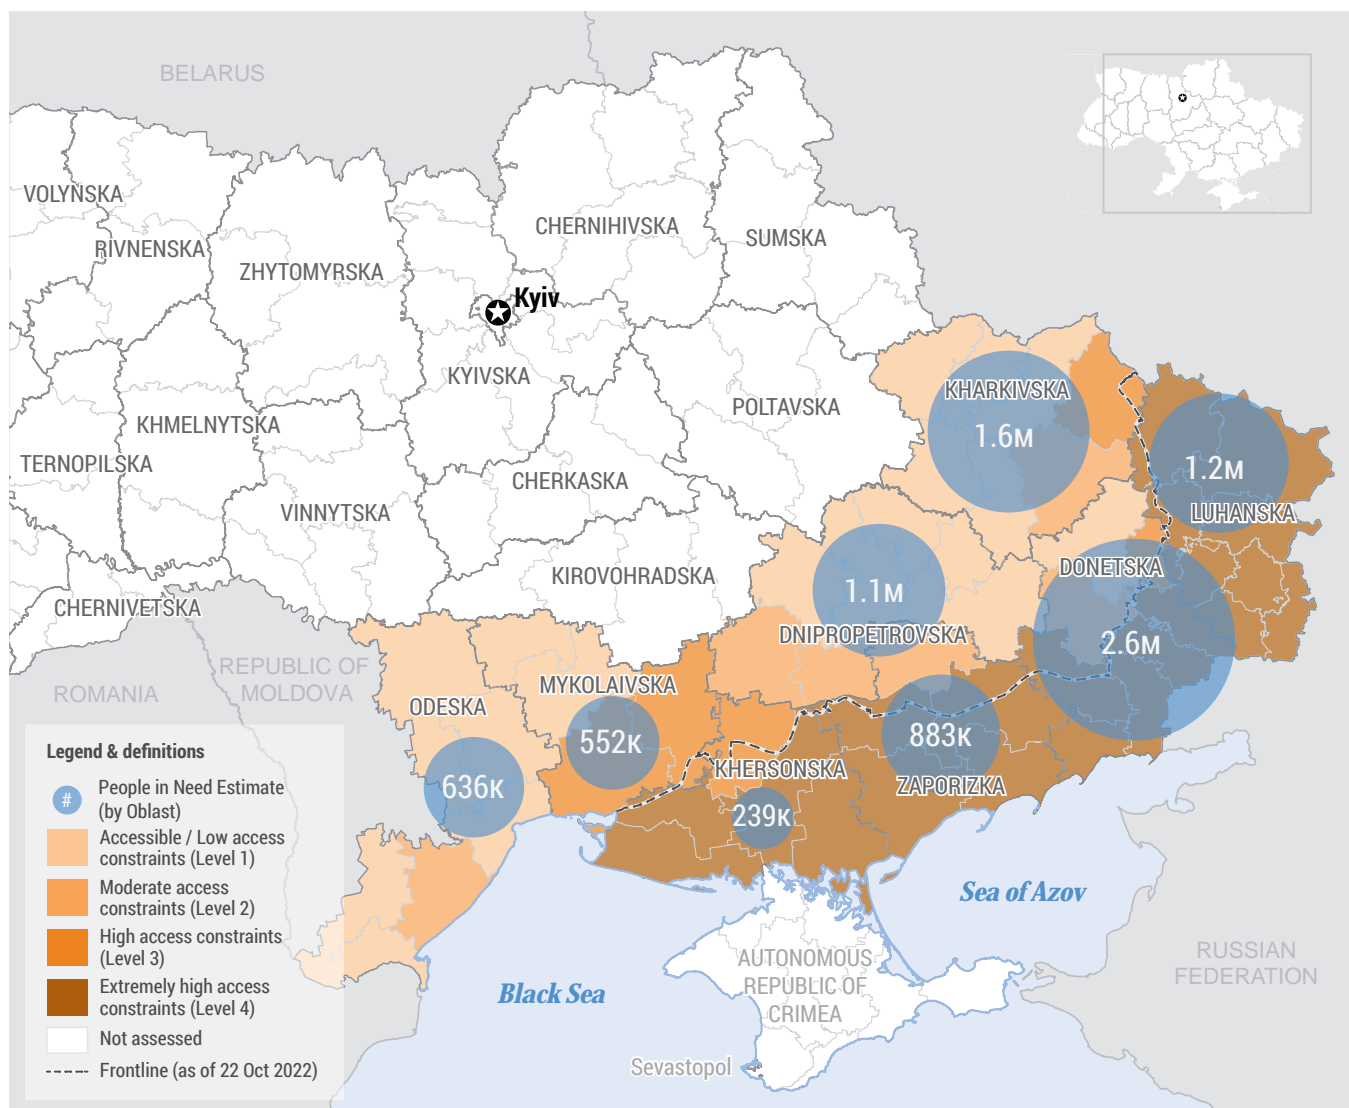 BELARUS
VOLYNSKA
RIVNENSKA
ZHYTOMYRSKA
CHERNIHIVSKA
SUMSKA
Kyiv
KYIVSKA
KHARKIVSKA
POLTAVSKA
1.6M
KHMELNYTSKA
TERNOPILSKA
1.2M
CHERKASKA
VINNYTSKA
LUHANSKA
DONETSKA
KIROVOHRADSKA
1.1M
CHERNIVETSKA
DNIPROPETROVSKA
2.6M
REPUBLIC OF
MOLDOVA
ROMANIA
MYKOLAIVSKA
ODESKA
552K
883K
KHERSONSKA
ZAPORIZKA
636K
239K
Legend & definitions
#
People in Need Estimate
(by Oblast)
Accessible / Low access
constraints (Level 1)
Moderate access
constraints (Level 2)
High access constraints
(Level 3)
Extremely high access
constraints (Level 4)
Not assessed
Frontline (as of 22 Oct 2022)
Sea of Azov
Black Sea
AUTONOMOUS
REPUBLIC OF
CRIMEA
RUSSIAN
FEDERATION
Sevastopol